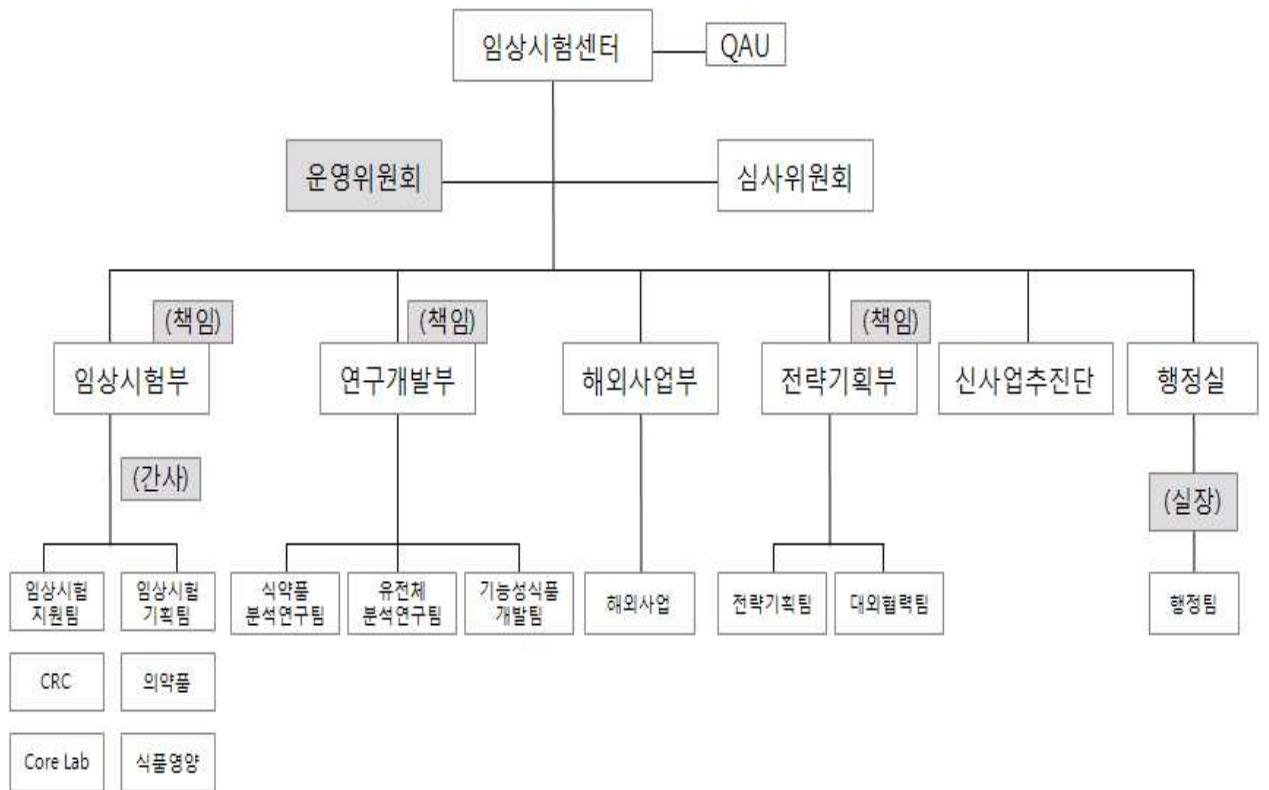 임상시험센터
QAU
운영위원회
심사위원회
(책임)
(책임)
(책임)
임상시험부
연구개발부
해외사업부
전략기획부
신사업추진단
행정실
(간사)
(실장)
임상시험
지원팀
임상시험
기획팀
식약품
분석연구팀
유전체
분석연구팀
기능성식품
개발팀
해외사업
전략기획팀
대외협력팀
행정팀
CRC
의약품
Core Lab
식품영양